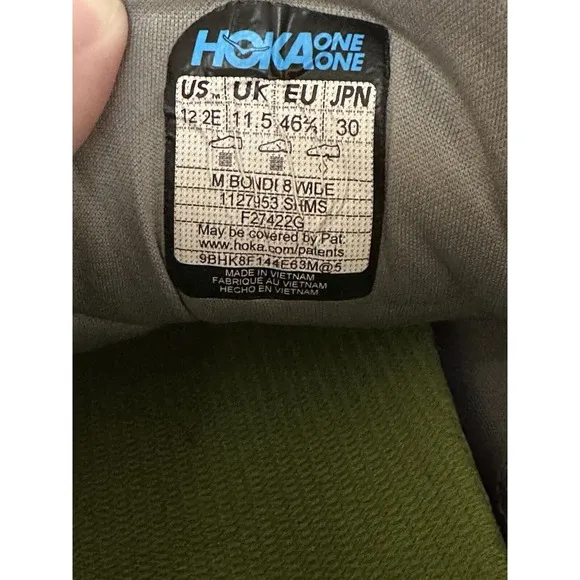 HOKA ONE ONE
US™ UK EU JPN
12 2E 11.5 46⅔ 30
M BONDI 8 WIDE
1127953 SHMS
F27422G
May be covered by Pat.
www.hoka.com/patents
9BHK8F144E63M@5
MADE IN VIETNAM
FABRIQUÉ AU VIETNAM
HECHO EN VIETNAM